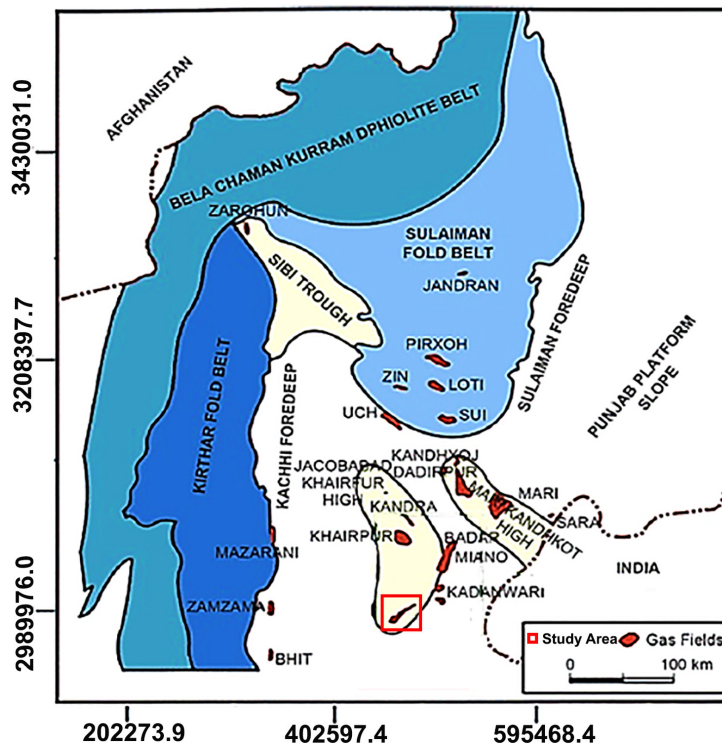 AFGHANISTAN
BELA CHAMAN KURRAM DPHIOLITE BELT
ZARGHUN
SIBI TROUGH
SULAIMAN
FOLD BELT
JANDRAN
SULAIMAN FOREDEEP
PUNJAB PLATFORM
SLOPE
KIRTHAR FOLD BELT
KACHHI FOREDEEP
PIRXOH
ZIN
LOTI
UCH
SUI
JACOBABAD
KHAIRFUR
HIGH
KANDHXOJ
DADIRPUR
MARI KANDHKOT
HIGH
MARI
SARA
KANDRA
KHAIRPUR
BADAR
MIANO
KADANWARI
MAZARANI
ZAMZAMA
BHIT
INDIA
Study Area
Gas Fields
0 100 km
3430031.0
3208397.7
2989976.0
202273.9
402597.4
595468.4